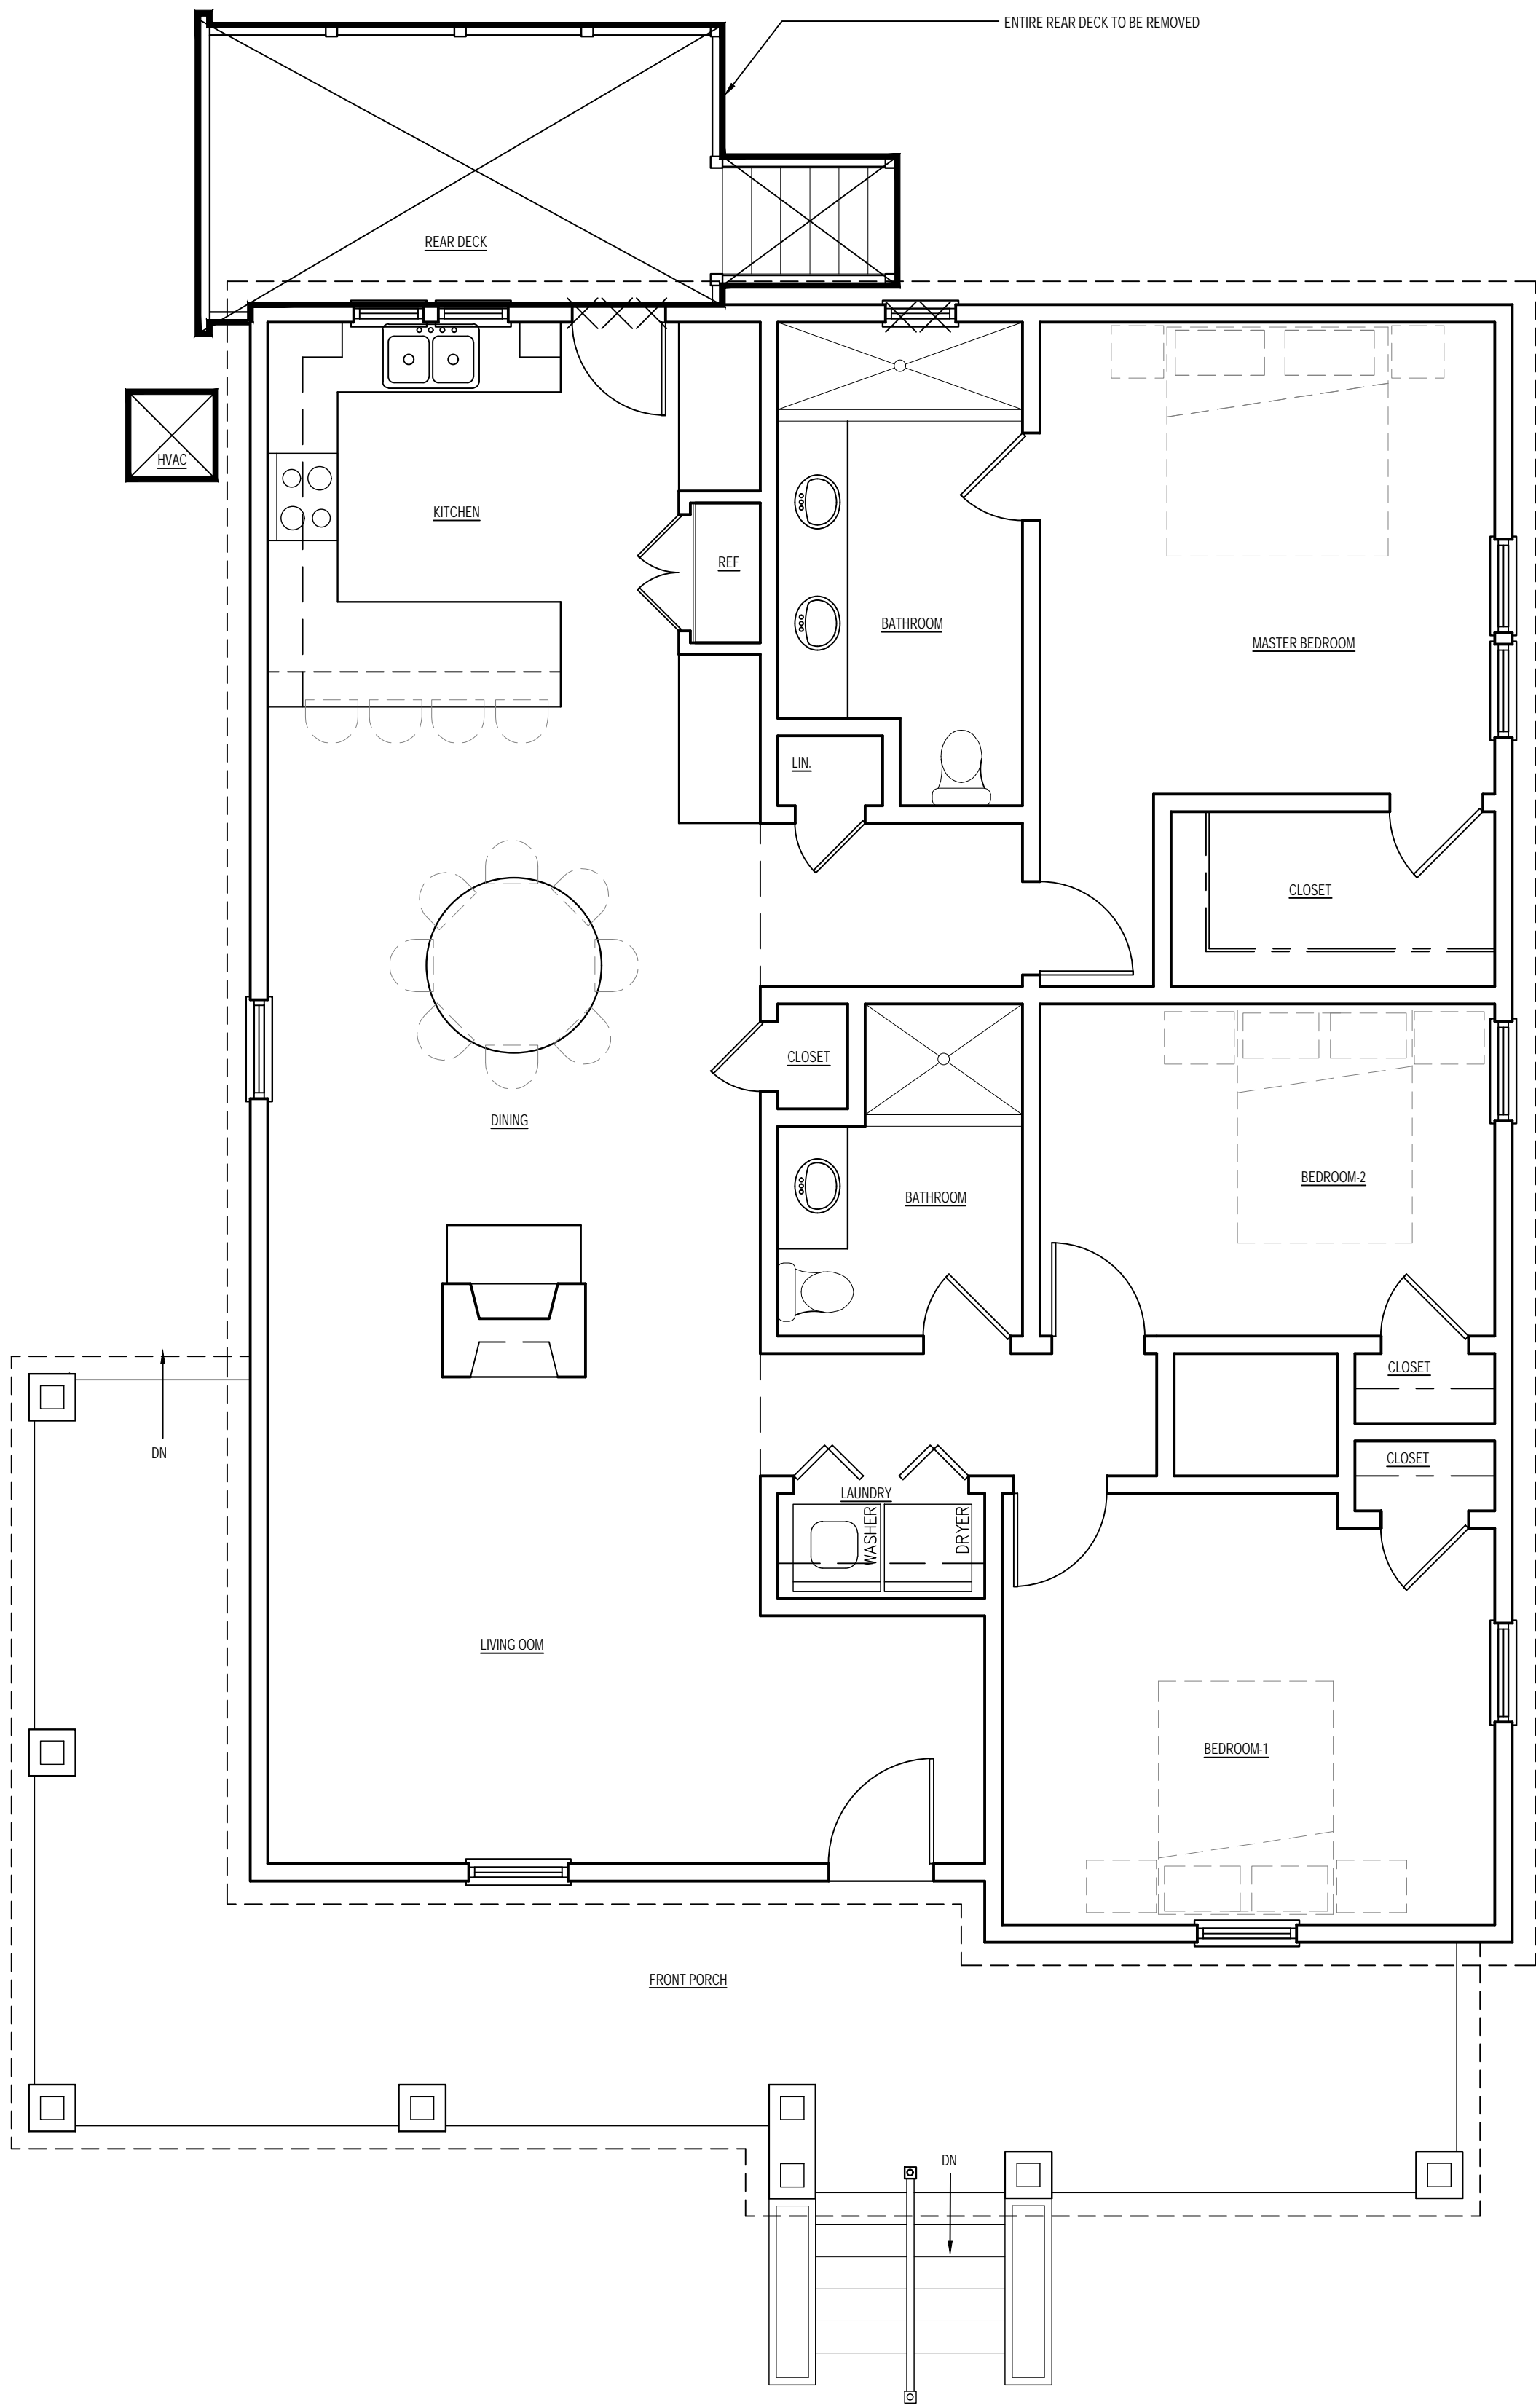 ENTIRE REAR DECK TO BE REMOVED
REAR DECK
HVAC
KITCHEN
REF
BATHROOM
MASTER BEDROOM
LIN.
CLOSET
CLOSET
DINING
BEDROOM-2
BATHROOM
CLOSET
DN
CLOSET
LAUNDRY
WASHER
DRYER
LIVING OOM
BEDROOM-1
FRONT PORCH
DN